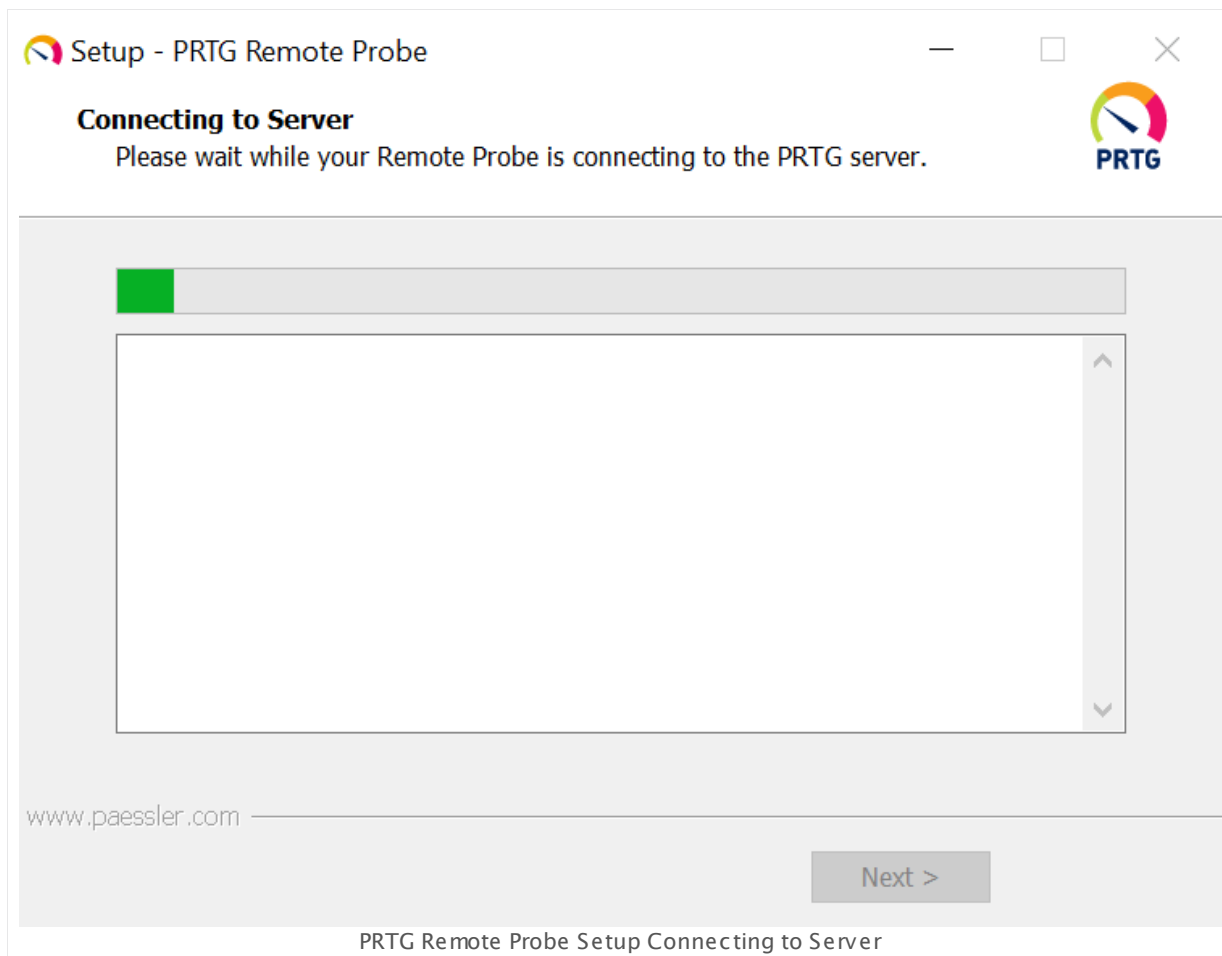 Setup - PRTG Remote Probe
Connecting to Server
Please wait while your Remote Probe is connecting to the PRTG server.
PRTG
www.paessler.com
Next >
PRTG Remote Probe Setup Connecting to Server